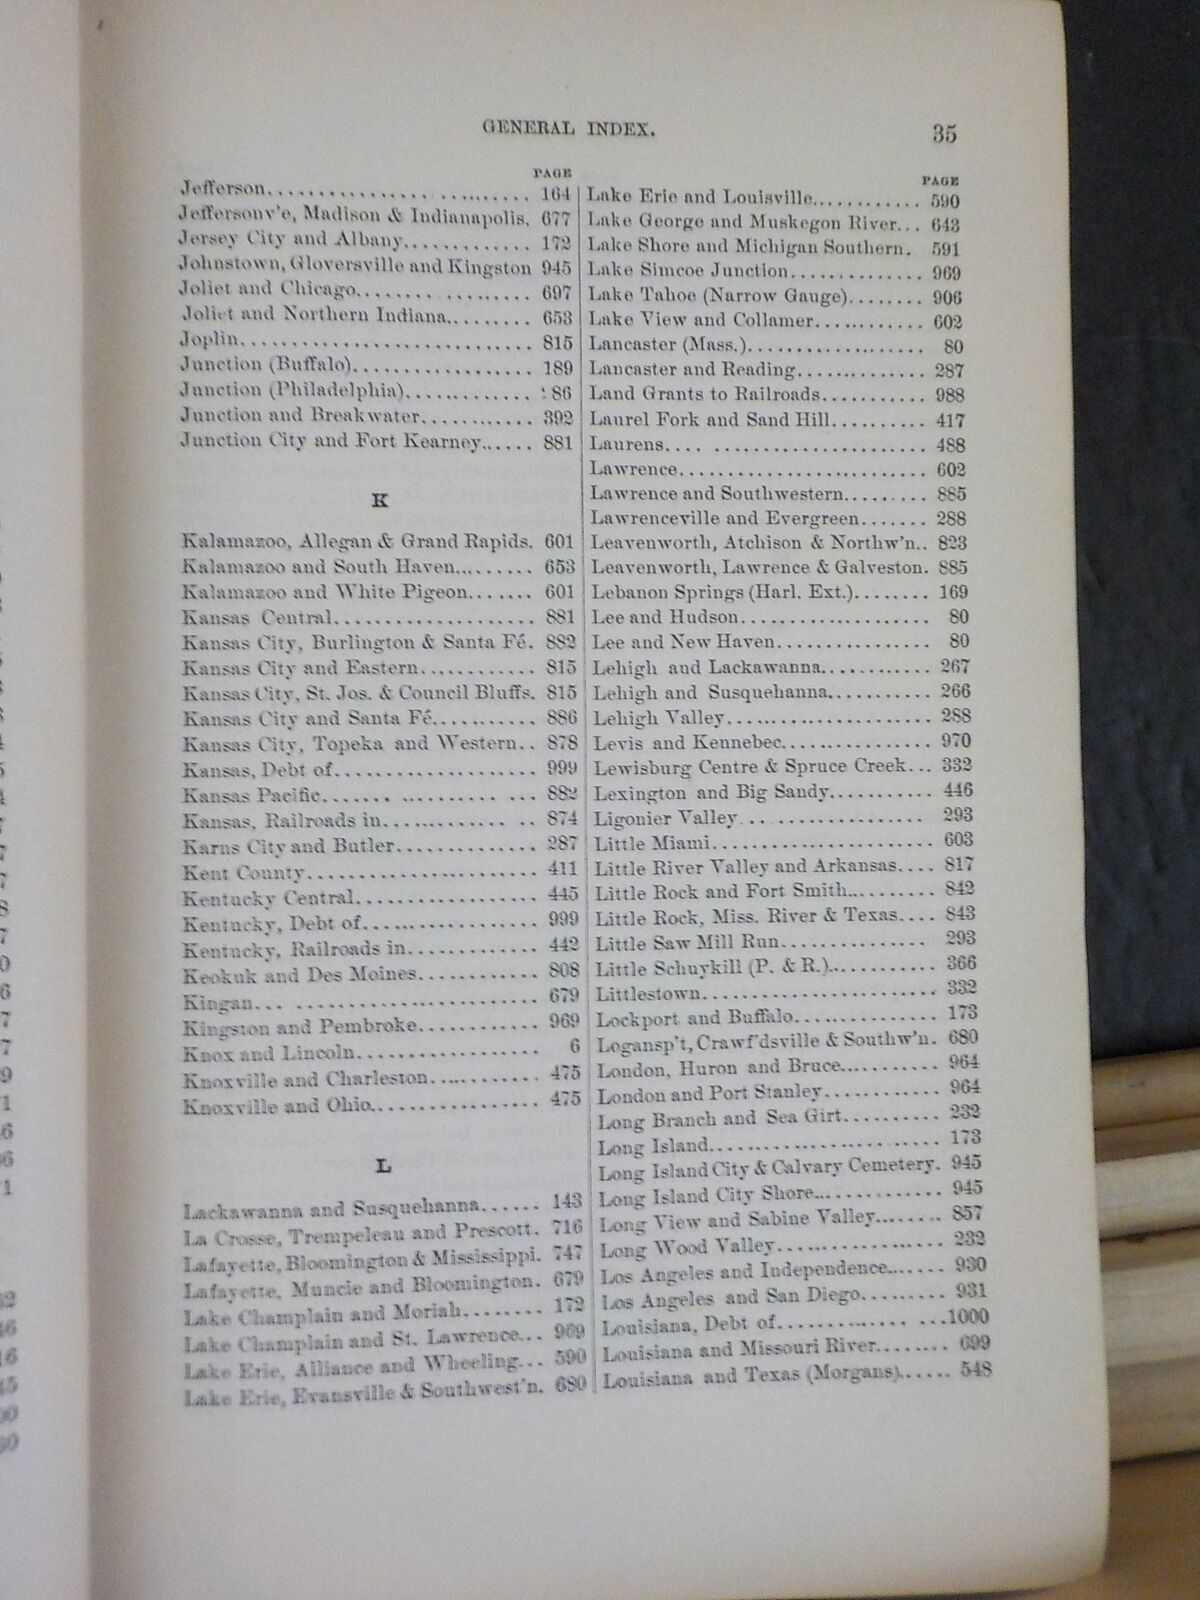 GENERAL INDEX. 35
PAGE
Jefferson........................ 164
Jeffersonv'e, Madison & Indianapolis. 677
Jersey City and Albany............ 172
Johnstown, Gloversville and Kingston 945
Joliet and Chicago................ 697
Joliet and Northern Indiana......... 653
Joplin............................ 815
Junction (Buffalo).................. 189
Junction (Philadelphia)............. 86
Junction and Breakwater........... 392
Junction City and Fort Kearney...... 881
K
Kalamazoo, Allegan & Grand Rapids. 601
Kalamazoo and South Haven......... 653
Kalamazoo and White Pigeon....... 601
Kansas Central.................... 881
Kansas City, Burlington & Santa Fé. 882
Kansas City and Eastern............ 815
Kansas City, St. Jos. & Council Bluffs. 815
Kansas City and Santa Fé........... 886
Kansas City, Topeka and Western.. 878
Kansas, Debt of.................... 999
Kansas Pacific....... .......... ... 882
Kansas, Railroads in............. .. 874
Karns City and Butler.............. 287
Kent County....................... 411
Kentucky Central.................. 445
Kentucky, Debt of.................. 999
Kentucky, Railroads in............. 442
Keokuk and Des Moines............ 808
Kingan... ........................ 679
Kingston and Pembroke............ 969
Knox and Lincoln.................. 6
Knoxville and Charleston........... 475
Knoxville and Ohio................. 475
L
Lackawanna and Susquehanna...... 143
La Crosse, Trempeleau and Prescott. 716
Lafayette, Bloomington & Mississippi. 747
Lafayette, Muncie and Bloomington. 679
Lake Champlain and Moriah........ 172
Lake Champlain and St. Lawrence... 969
Lake Erie, Alliance and Wheeling... 590
Lake Erie, Evansville & Southwest'n. 680
PAGE
Lake Erie and Louisville............ 590
Lake George and Muskegon River... 643
Lake Shore and Michigan Southern. 591
Lake Simcoe Junction.............. 969
Lake Tahoe (Narrow Gauge)........ 906
Lake View and Collamer............ 602
Lancaster (Mass.).................. 80
Lancaster and Reading............. 287
Land Grants to Railroads........... 988
Laurel Fork and Sand Hill.......... 417
Laurens.... ...................... 488
Lawrence......................... 602
Lawrence and Southwestern......... 885
Lawrenceville and Evergreen....... 288
Leavenworth, Atchison & Northw'n.. 823
Leavenworth, Lawrence & Galveston. 885
Lebanon Springs (Harl. Ext.)........ 169
Lee and Hudson................... 80
Lee and New Haven............... 80
Lehigh and Lackawanna........... 267
Lehigh and Susquehanna........... 266
Lehigh Valley..................... 288
Levis and Kennebec............... 970
Lewisburg Centre & Spruce Creek... 332
Lexington and Big Sandy........... 446
Ligonier Valley... ................ 293
Little Miami....................... 603
Little River Valley and Arkansas.... 817
Little Rock and Fort Smith.......... 842
Little Rock, Miss. River & Texas.... 843
Little Saw Mill Run............... 293
Little Schuykill (P. & R.)............ 366
Littlestown......................... 332
Lockport and Buffalo............... 173
Logansp't, Crawf'dsville & Southw'n. 680
London, Huron and Bruce........... 964
London and Port Stanley............ 964
Long Branch and Sea Girt.......... 232
Long Island......................... 173
Long Island City & Calvary Cemetery. 945
Long Island City Shore.............. 945
Long View and Sabine Valley........ 857
Long Wood Valley.................. 232
Los Angeles and Independence....... 930
Los Angeles and San Diego......... 931
Louisiana, Debt of............. ...1000
Louisiana and Missouri River........ 699
Louisiana and Texas (Morgans)...... 548